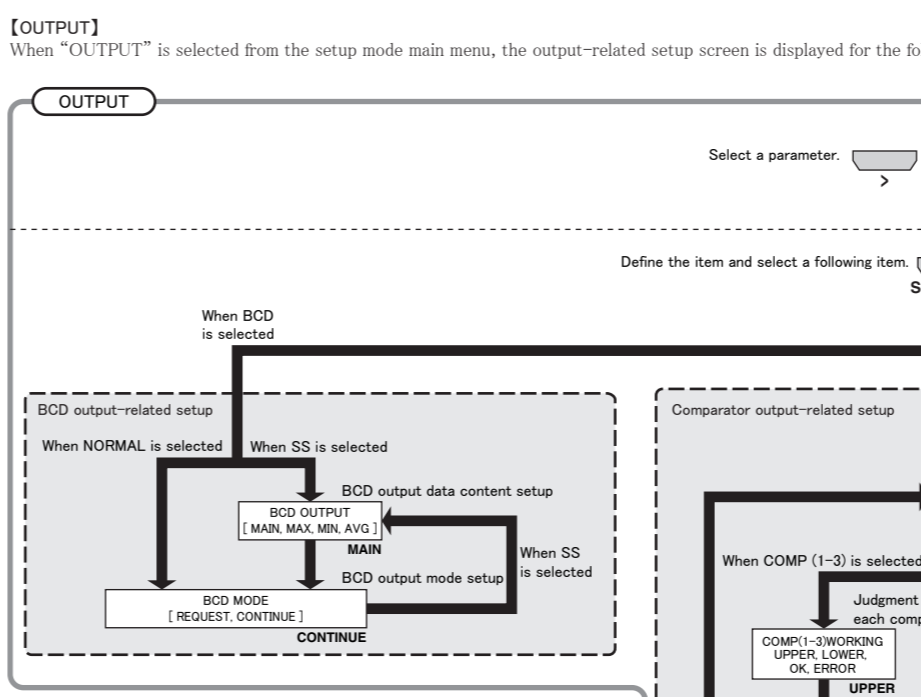 【OUTPUT】
When “OUTPUT” is selected from the setup mode main menu, the output-related setup screen is displayed for the
OUTPUT
Select a parameter.
>
Define the item and select a following item.
When BCD
is selected
BCD output-related setup
When NORMAL is selected
When SS is selected
BCD output data content setup
BCD OUTPUT
[ MAIN, MAX, MIN, AVG ]
MAIN
When SS
is selected
BCD output mode setup
BCD MODE
[ REQUEST, CONTINUE ]
CONTINUE
Comparator output-related setup
When COMP (1-3) is selected
Judgment
each
COMP(1-3)WORKING
UPPER, LOWER,
OK, ERROR
UPPER